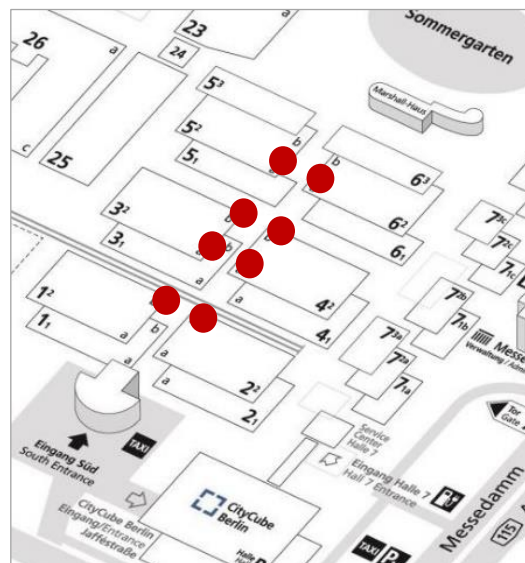 Sommergarten
Marshall-Haus
23
a
24
26
a
c
25
5³
5²
b
5₁
b
6³
6²
6₁
3²
3₁
b
a
4²
4₁
a
1²
1₁
a
b
a
2²
a
2₁
a
7³ᶜ
7²ᶜ
7₁c
7²ᵇ
7₁b
7³ᵃ
7²ᵃ
7₁a
Messe
Verwaltung / Adm
Eingang Süd
South Entrance
TAXI
CityCube Berlin
Eingang/Entrance
Jafféstraße
CityCube
Berlin
Service
Center
Halle 7
Eingang Halle 7
Hall 7 Entrance
Tor
Gate
Messedamm
115
TAXI
P
Halle